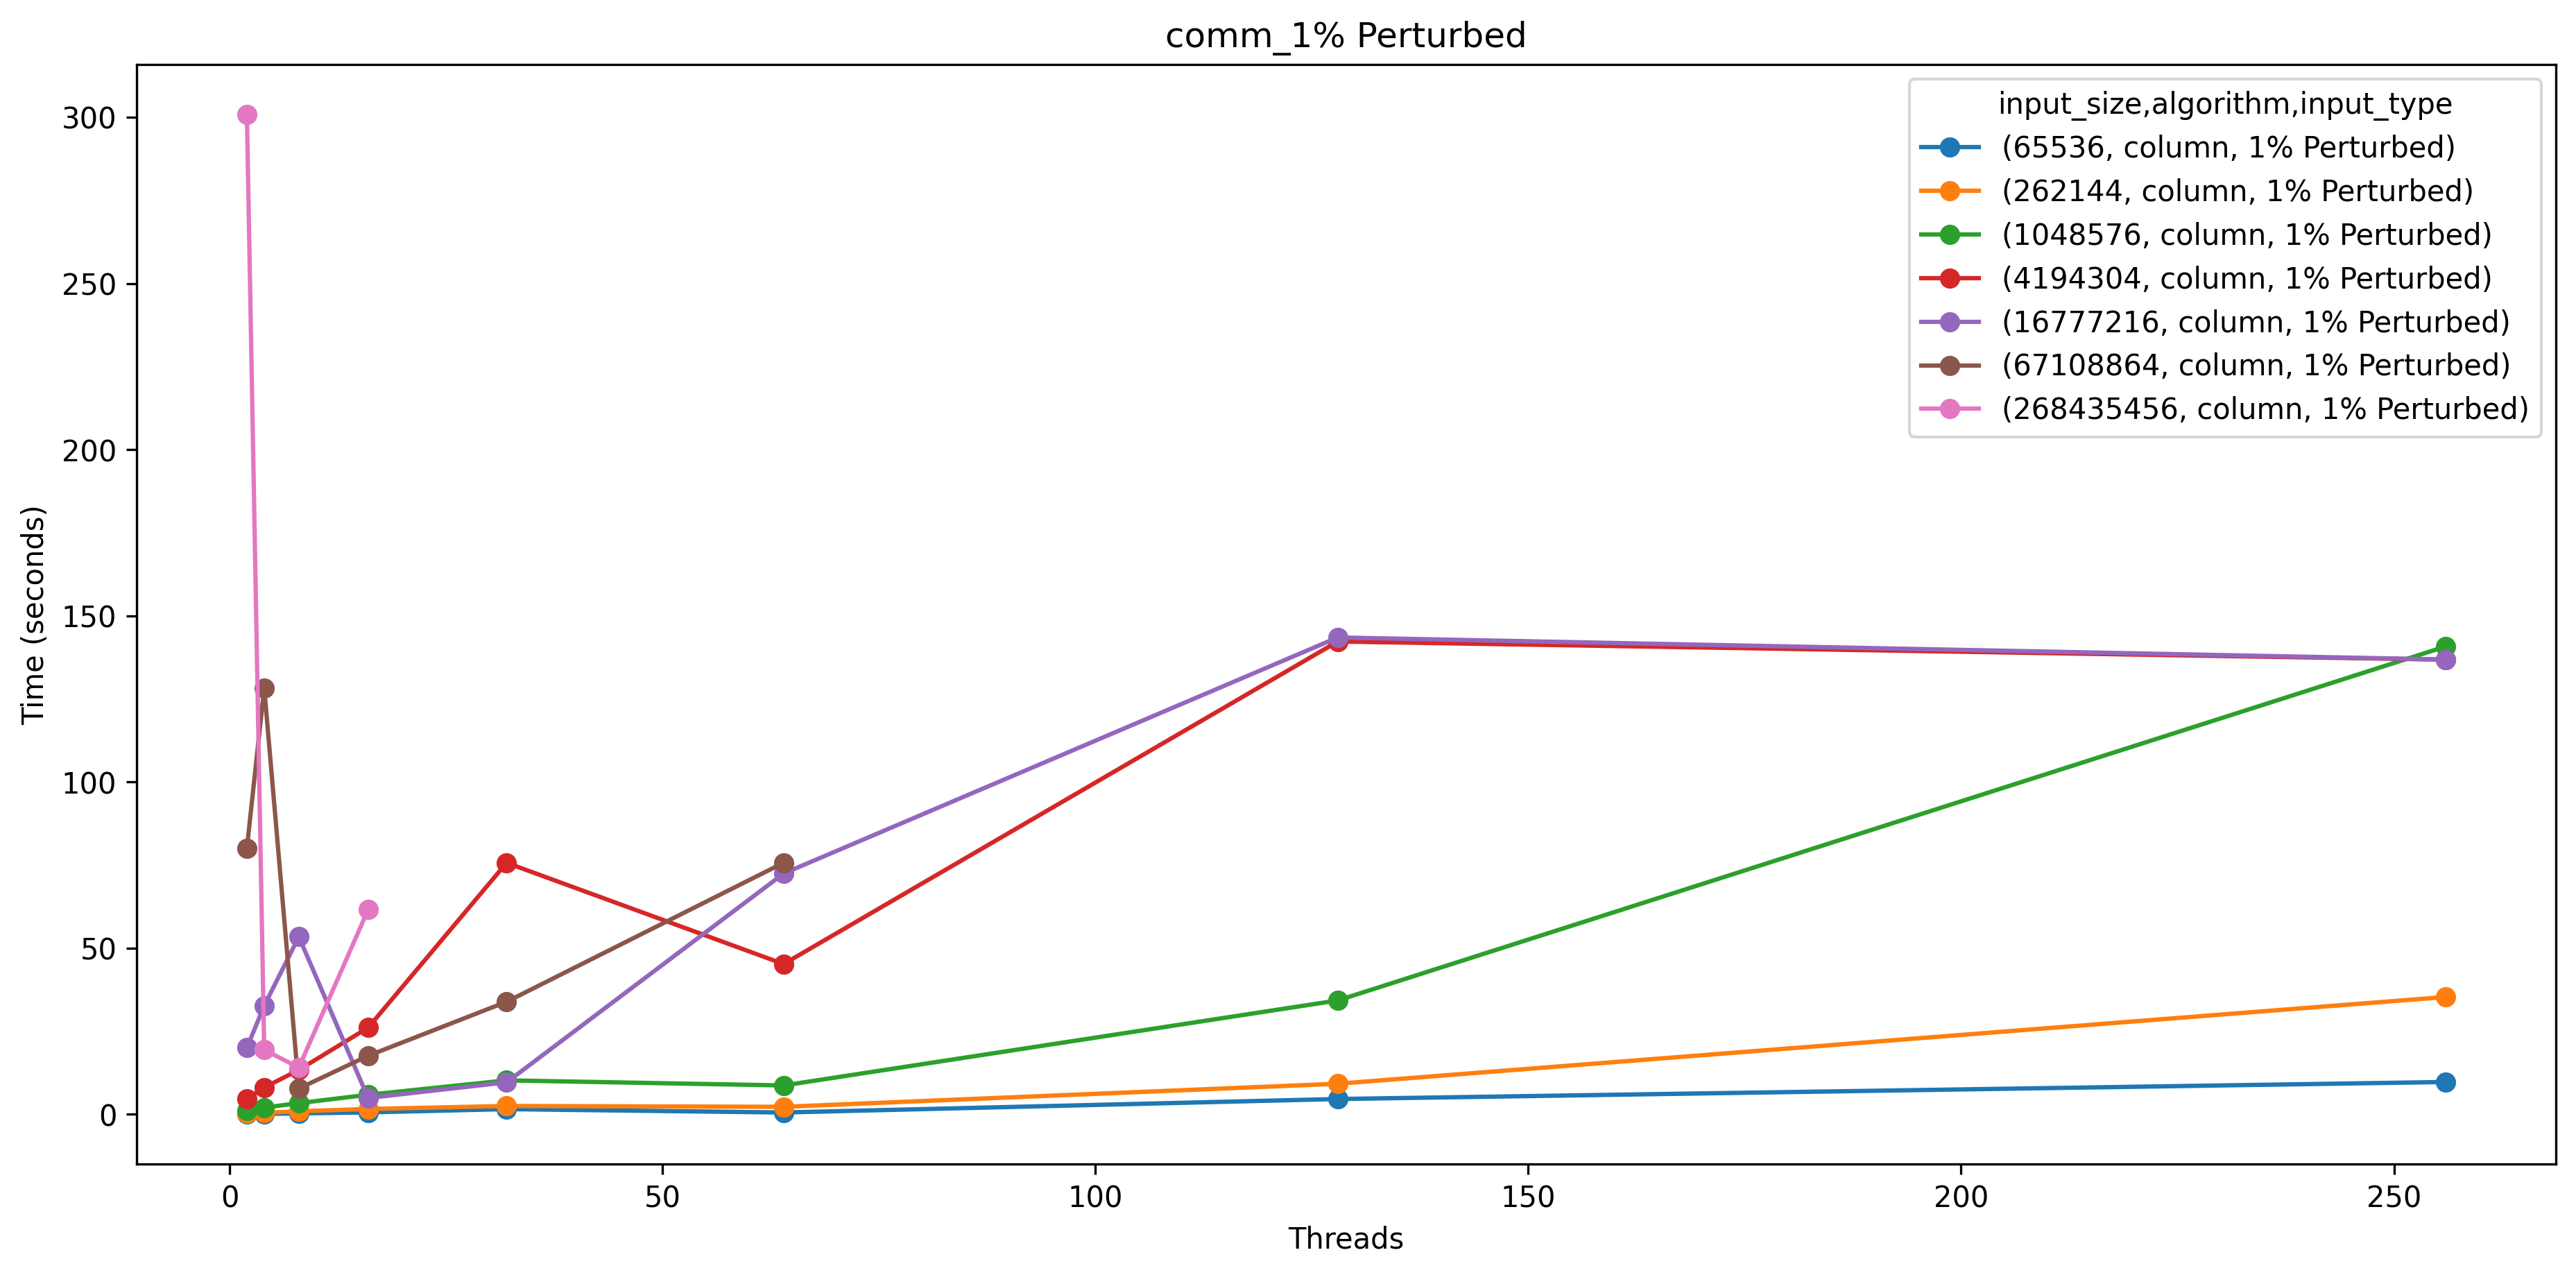 comm_1% Perturbed
Time (seconds)
300
250
200
150
100
50
0
input_size,algorithm,input_type
(65536, column, 1% Perturbed)
(262144, column, 1% Perturbed)
(1048576, column, 1% Perturbed)
(4194304, column, 1% Perturbed)
(16777216, column, 1% Perturbed)
(67108864, column, 1% Perturbed)
(268435456, column, 1% Perturbed)
0 50 100 150 200 250
Threads